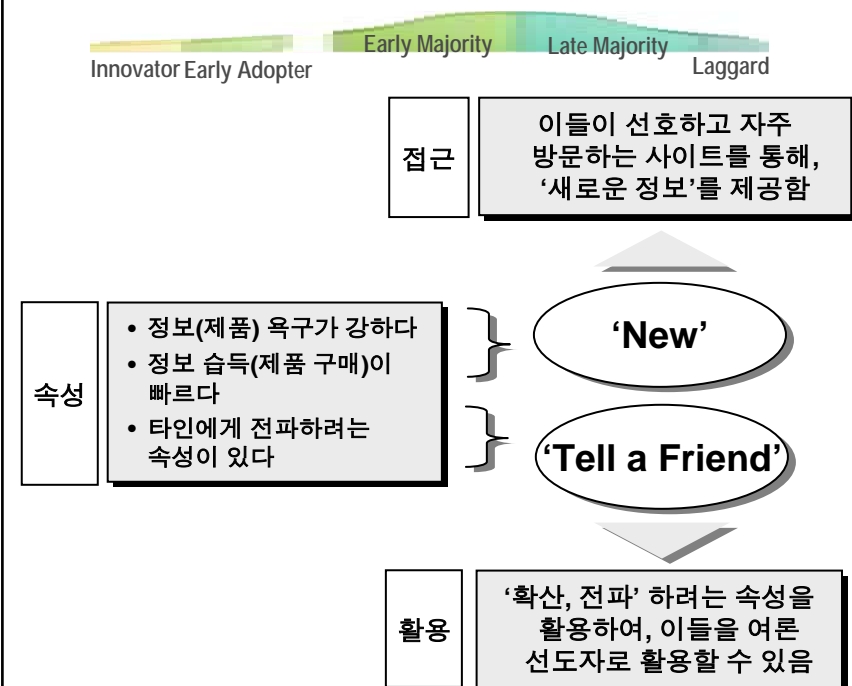 Innovator Early Adopter Early Majority Late Majority Laggard
접근
이들이 선호하고 자주
방문하는 사이트를 통해,
‘새로운 정보’를 제공함
속성
• 정보(제품) 욕구가 강하다
• 정보 습득(제품 구매)이
빠르다
• 타인에게 전파하려는
속성이 있다
‘New’
‘Tell a Friend’
활용
‘확산, 전파’ 하려는 속성을
활용하여, 이들을 여론
선도자로 활용할 수 있음